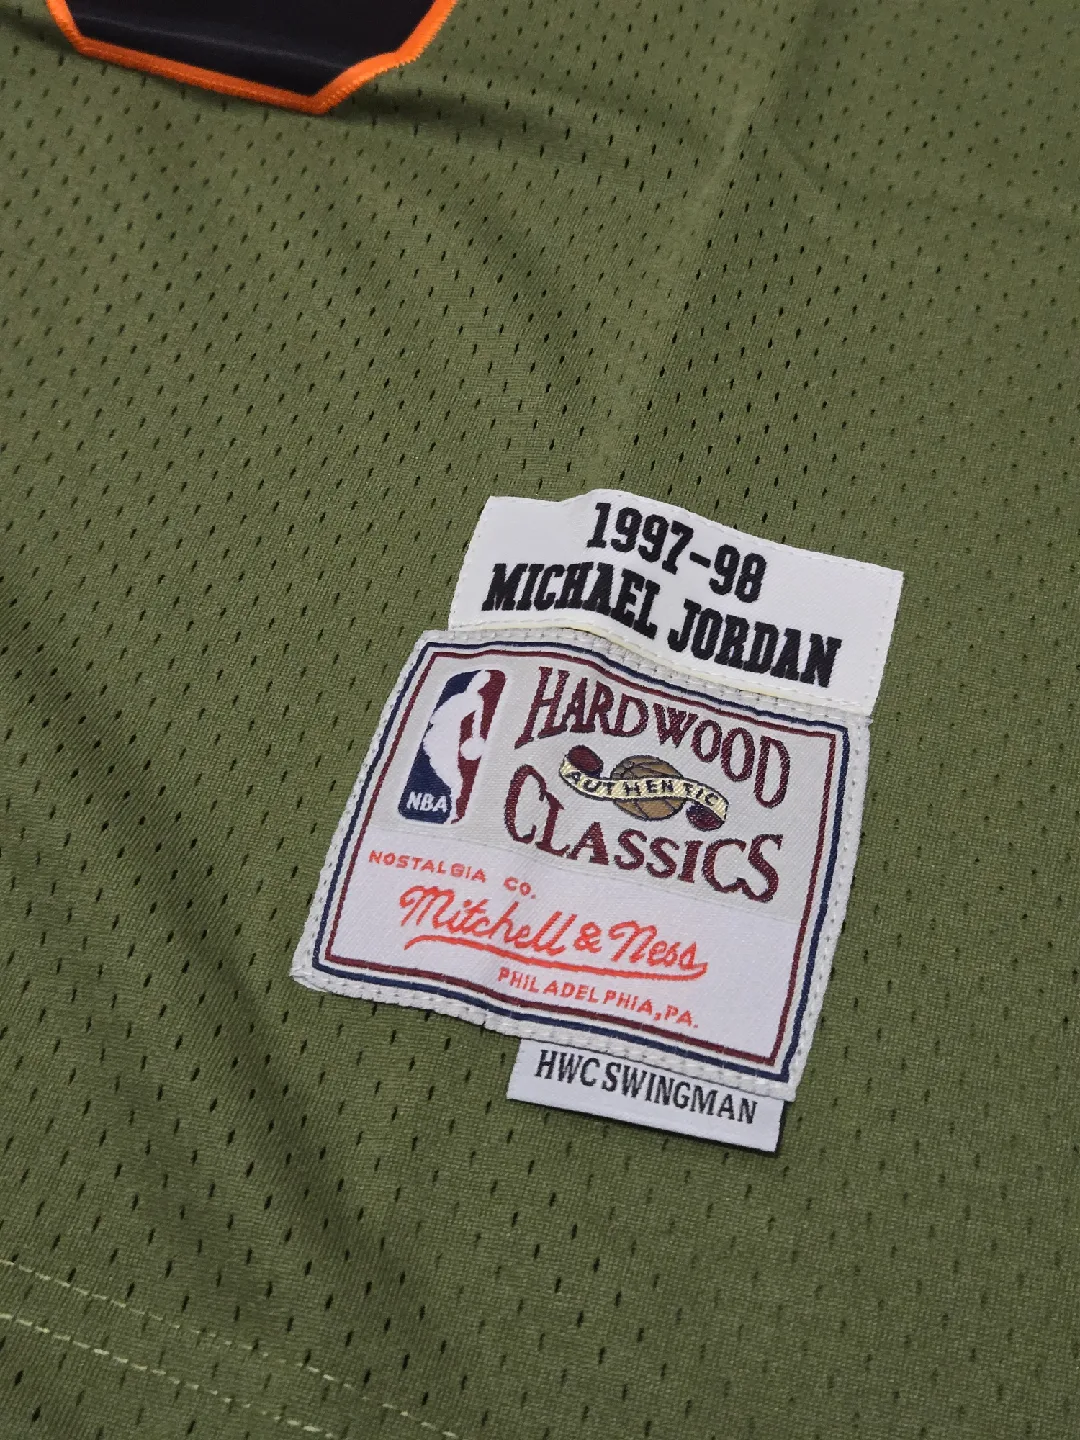 1997-98
MICHAEL JORDAN
NBA
HARDWOOD
AUTHENTIC
CLASSICS
NOSTALGIA CO.
Mitchell & Ness
PHILADELPHIA, PA.
HWC SWINGMAN